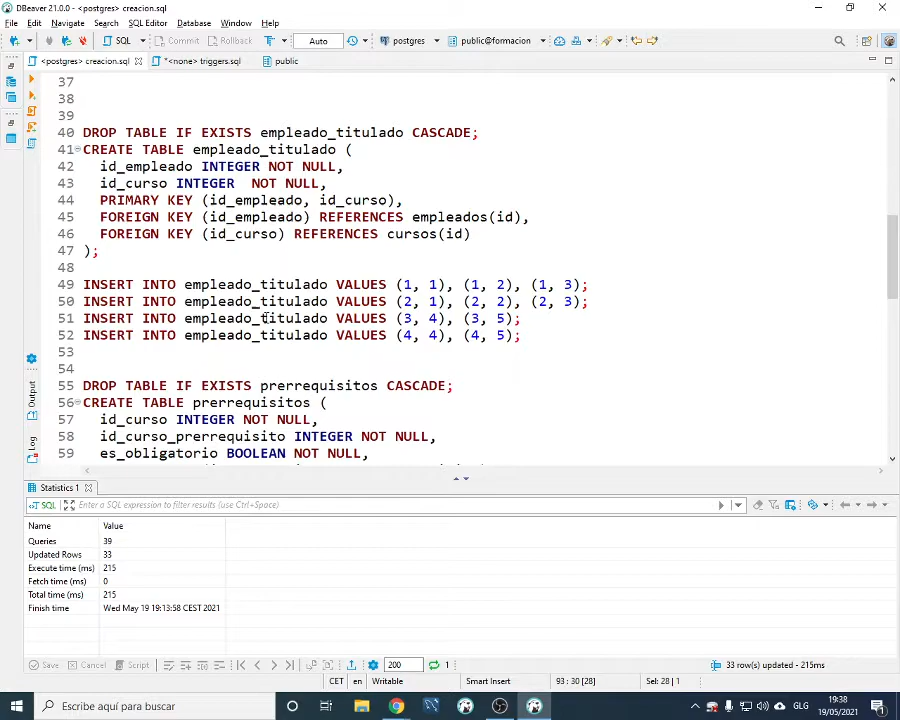 DBeaver 21.0.0 - <postgres> creacion.sql
File Edit Navigate Search SQL Editor Database Window Help
SQL Commit Rollback Auto postgres public@formacion
<postgres> creacion.sql *<none> triggers.sql public
37
38
39
40 DROP TABLE IF EXISTS empleado_titulado CASCADE;
41 CREATE TABLE empleado_titulado (
42 id_empleado INTEGER NOT NULL,
43 id_curso INTEGER NOT NULL,
44 PRIMARY KEY (id_empleado, id_curso),
45 FOREIGN KEY (id_empleado) REFERENCES empleados(id),
46 FOREIGN KEY (id_curso) REFERENCES cursos(id)
47 );
48
49 INSERT INTO empleado_titulado VALUES (1, 1), (1, 2), (1, 3);
50 INSERT INTO empleado_titulado VALUES (2, 1), (2, 2), (2, 3);
51 INSERT INTO empleado_titulado VALUES (3, 4), (3, 5);
52 INSERT INTO empleado_titulado VALUES (4, 4), (4, 5);
53
54
55 DROP TABLE IF EXISTS prerrequisitos CASCADE;
56 CREATE TABLE prerrequisitos (
57 id_curso INTEGER NOT NULL,
58 id_curso_prerrequisito INTEGER NOT NULL,
59 es_obligatorio BOOLEAN NOT NULL,
Output
Log
Statistics 1
SQL Enter a SQL expression to filter results (use Ctrl+Space)
Name Value
Queries 39
Updated Rows 33
Execute time (ms) 215
Fetch time (ms) 0
Total time (ms) 215
Finish time Wed May 19 19:13:58 CEST 2021
Save Cancel Script 200 1 33 row(s) updated - 215ms
CET en Writable Smart Insert 93 : 30 [28] Sel: 28 | 1
Escribe aquí para buscar
GLG
19:38
19/05/2021
1